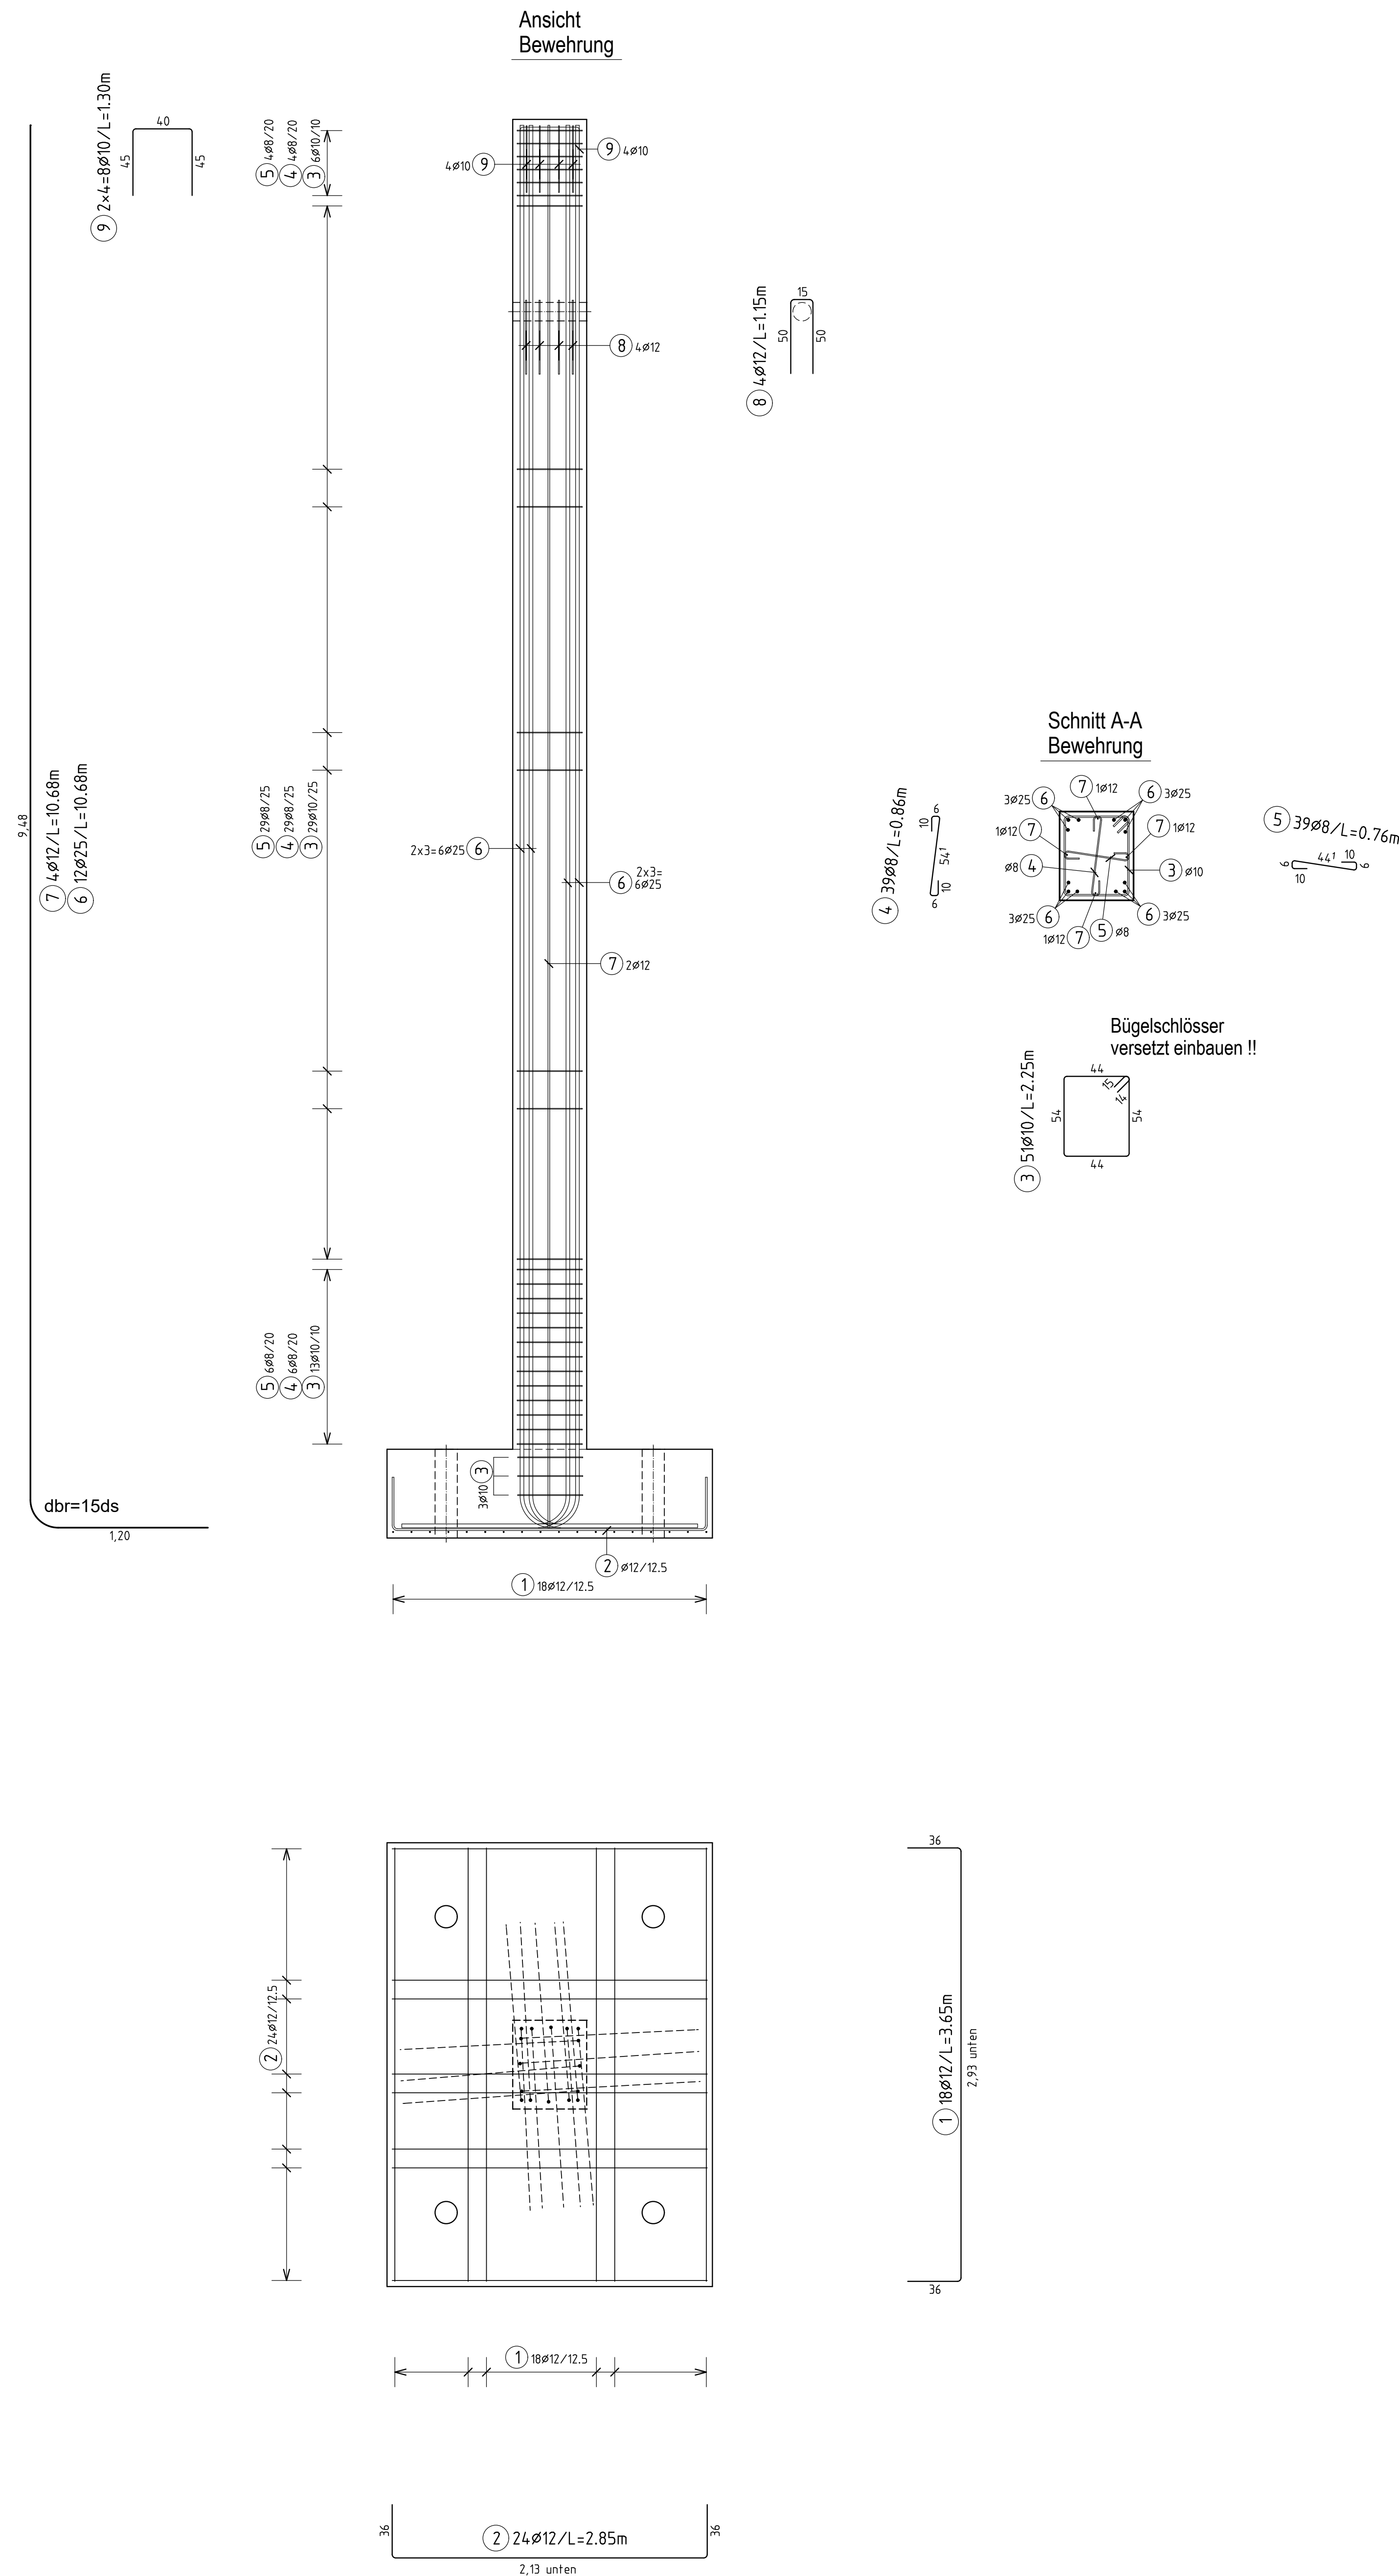 Ansicht
Bewehrung
9 2x4=8ø10/L=1.30m
40
45
45
5 4ø8/20
4 4ø8/20
3 6ø10/10
4ø10 9
9 4ø10
8 4ø12
8 4ø12/L=1.15m
15
50
50
9,48
7 4ø12/L=10.68m
6 12ø25/L=10.68m
5 29ø8/25
4 29ø8/25
3 29ø10/25
2x3=6ø25 6
6 2x3=
6ø25
7 2ø12
Schnitt A-A
Bewehrung
4 39ø8/L=0.86m
6
10
54¹
10
6
3ø25 6
7 1ø12
6 3ø25
1ø12 7
7 1ø12
ø8 4
3 ø10
3ø25 6
6 3ø25
1ø12 7
5 ø8
5 39ø8/L=0.76m
6
44¹
10
6
10
Bügelschlösser
versetzt einbauen !!
3 51ø10/L=2.25m
44
15
14
54
54
44
5 6ø8/20
4 6ø8/20
3 13ø10/10
3ø10 3
dbr=15ds
1,20
2 ø12/12.5
1 18ø12/12.5
2 24ø12/12.5
36
1 18ø12/L=3.65m
2,93 unten
36
1 18ø12/12.5
36
2 24ø12/L=2.85m
36
2,13 unten